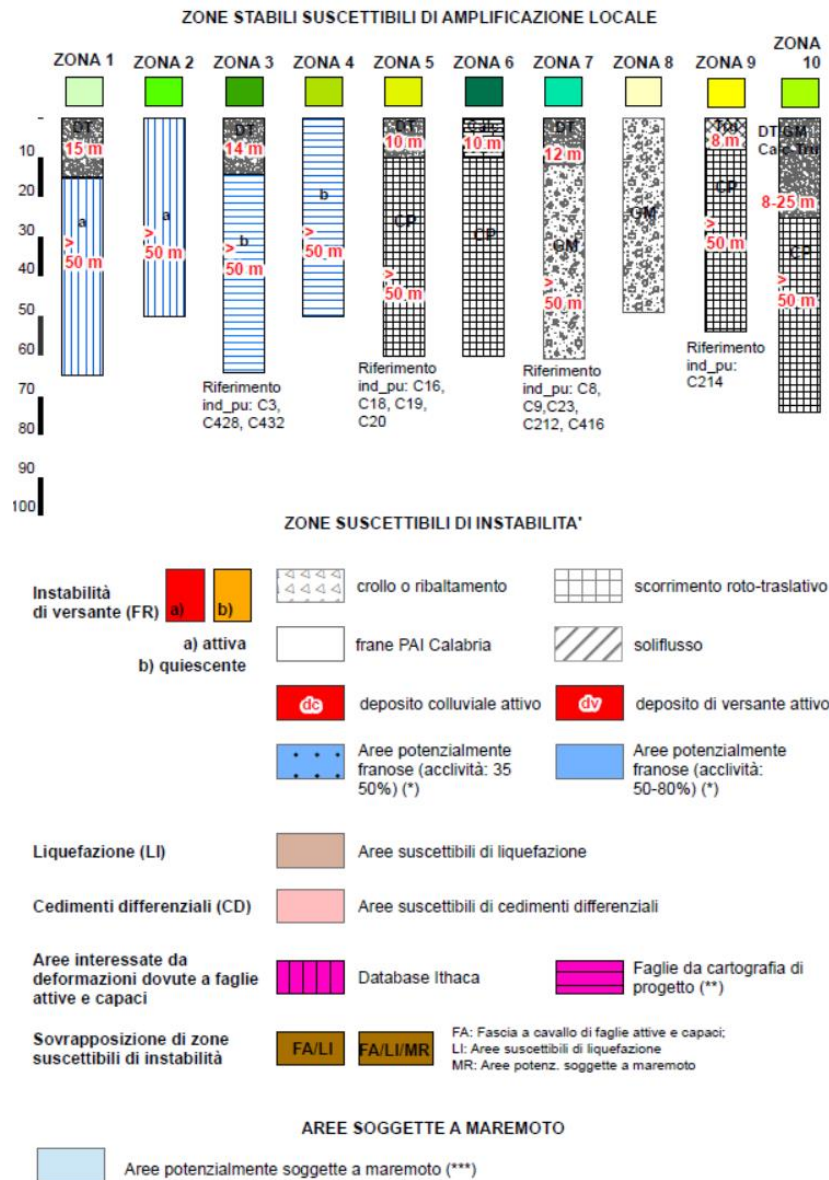 ZONE STABILI SUSCETTIBILI DI AMPLIFICAZIONE LOCALE
ZONA 1 ZONA 2 ZONA 3 ZONA 4 ZONA 5 ZONA 6 ZONA 7 ZONA 8 ZONA 9 ZONA 10
DT DT DT DT DT/GM
15 m 14 m 10 m 10 m 12 m 8 m
10
20
30
40
50
60
70
80
90
100
8-25 m
a a b b CP CP GM GM CP CP
> 50 m > 50 m > 50 m > 50 m > 50 m > 50 m > 50 m > 50 m
Riferimento
ind_pu: C3,
C428, C432
Riferimento
ind_pu: C16,
C18, C19,
C20
Riferimento
ind_pu: C8,
C9,C23,
C212, C416
Riferimento
ind_pu:
C214
ZONE SUSCETTIBILI DI INSTABILITA'
Instabilità
di versante (FR)
a) b)
a) attiva
b) quiescente
crollo o ribaltamento
scorrimento roto-traslativo
frane PAI Calabria
soliflusso
dc deposito colluviale attivo
dv deposito di versante attivo
Aree potenzialmente
franose (acclività: 35
50%) (*)
Aree potenzialmente
franose (acclività:
50-80%) (*)
Liquefazione (LI)
Aree suscettibili di liquefazione
Cedimenti differenziali (CD)
Aree suscettibili di cedimenti differenziali
Aree interessate da
deformazioni dovute a faglie
attive e capaci
Database Ithaca
Faglie da cartografia di
progetto (**)
Sovrapposizione di zone
suscettibili di instabilità
FA/LI FA/LI/MR
FA: Fascia a cavallo di faglie attive e capaci;
LI: Aree suscettibili di liquefazione
MR: Aree potenz. soggette a maremoto
AREE SOGGETTE A MAREMOTO
Aree potenzialmente soggette a maremoto (***)